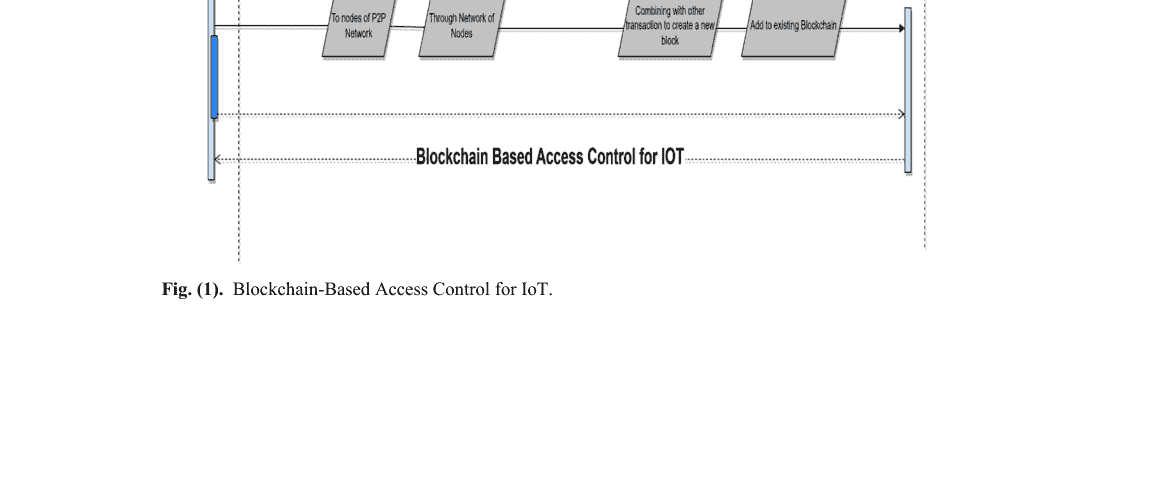 To nodes of P2P
Network
Through Network of
Nodes
Combining with other
transaction to create a new
block
Add to existing Blockchain
Blockchain Based Access Control for IOT
Fig. (1). Blockchain-Based Access Control for IoT.